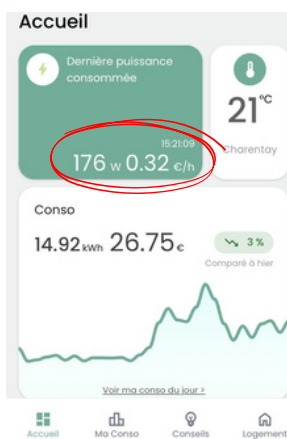 Accueil
Dernière puissance
consommée
15:21:09
176 w 0.32 €/h
21°C
Charentay
Conso
14.92 kWh 26.75 €
3 %
Comparé à hier
Voir ma conso du jour >
Accueil
Ma Conso
Conseils
Logement